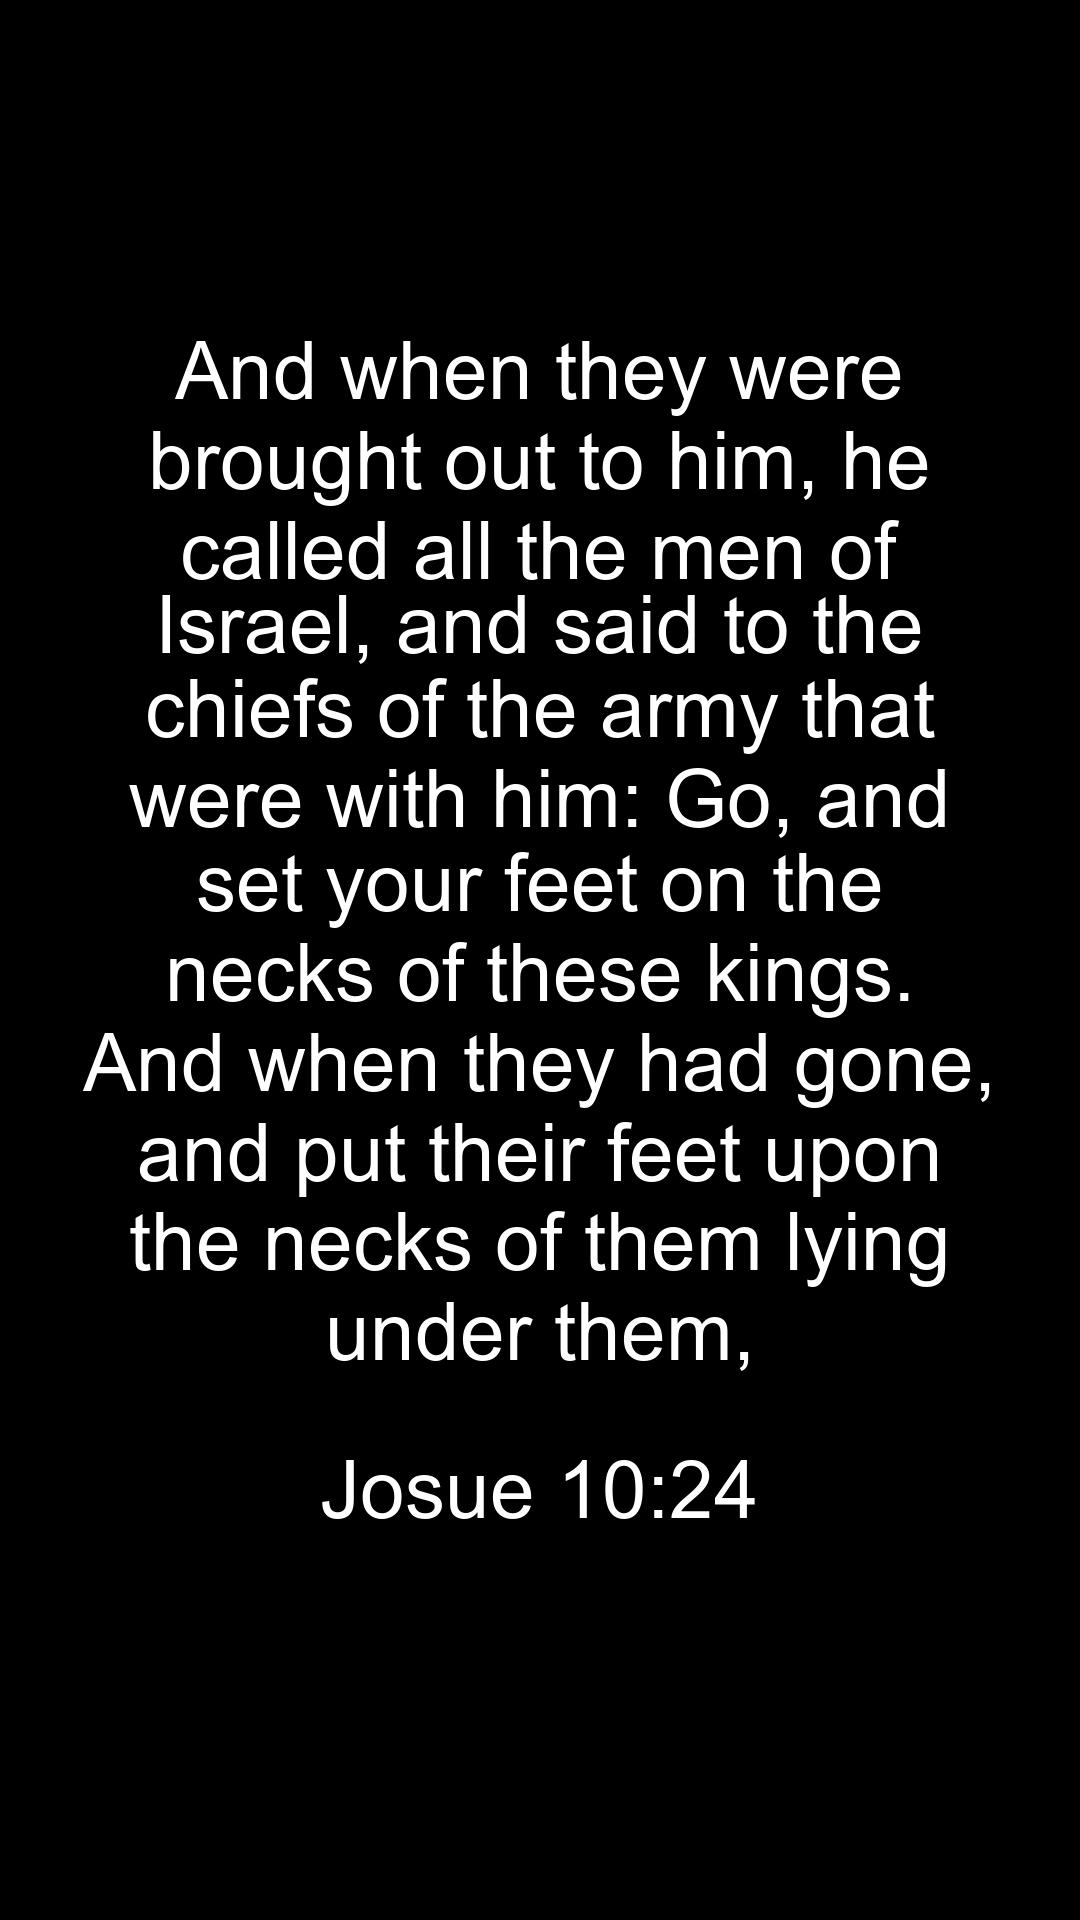 And when they were
brought out to him, he
called all the men of
Israel, and said to the
chiefs of the army that
were with him: Go, and
set your feet on the
necks of these kings.
And when they had gone,
and put their feet upon
the necks of them lying
under them,
Josue 10:24